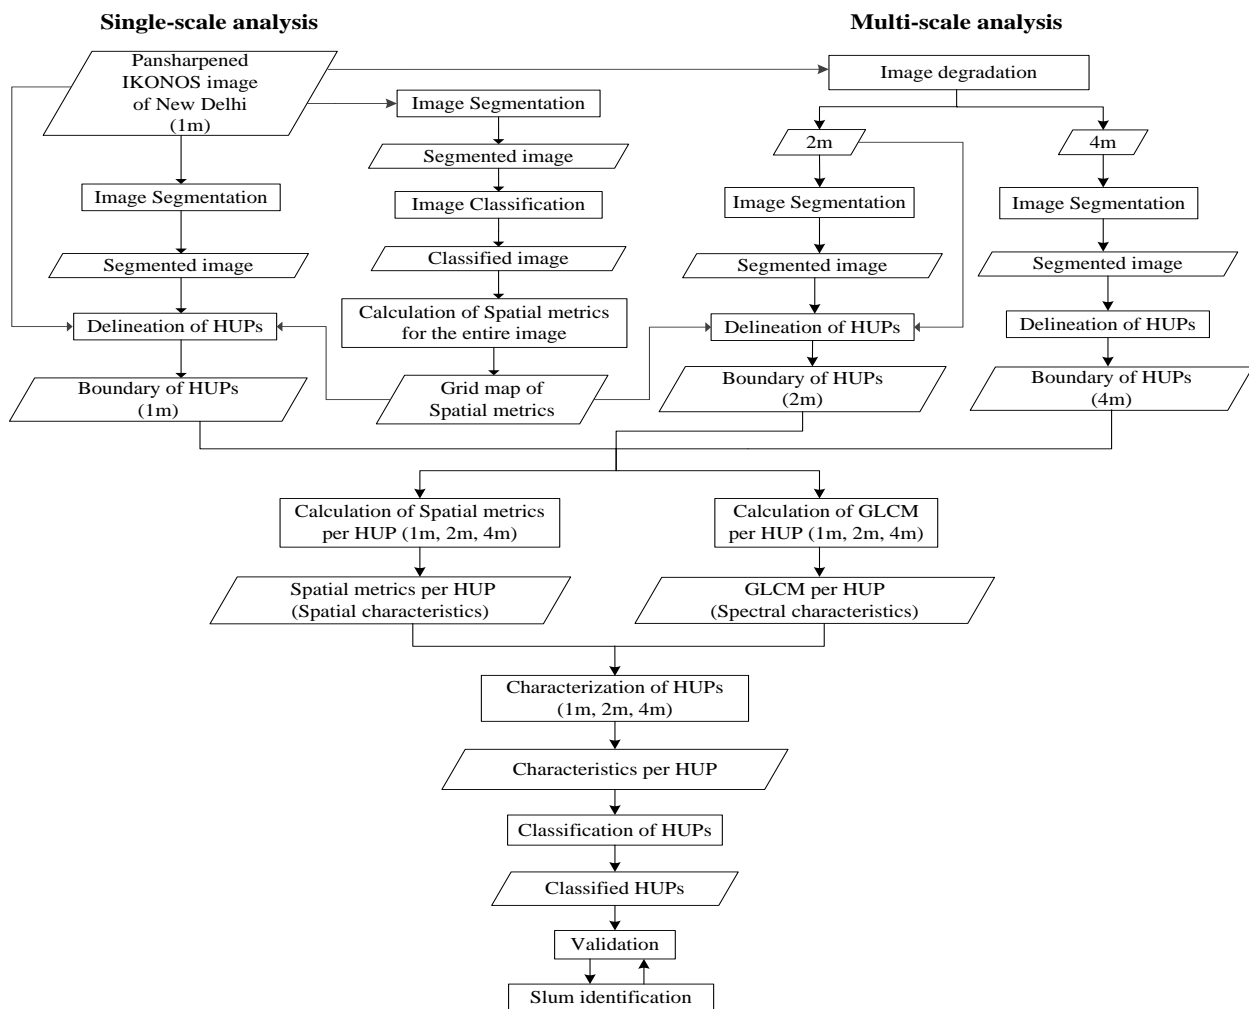 Single-scale analysis
Multi-scale analysis
Pansharpened
IKONOS image
of New Delhi
(1m)
Image degradation
Image Segmentation
2m
4m
Segmented image
Image Segmentation
Image Classification
Image Segmentation
Image Segmentation
Segmented image
Classified image
Segmented image
Segmented image
Delineation of HUPs
Calculation of Spatial metrics
for the entire image
Delineation of HUPs
Delineation of HUPs
Boundary of HUPs
(1m)
Grid map of
Spatial metrics
Boundary of HUPs
(2m)
Boundary of HUPs
(4m)
Calculation of Spatial metrics
per HUP (1m, 2m, 4m)
Calculation of GLCM
per HUP (1m, 2m, 4m)
Spatial metrics per HUP
(Spatial characteristics)
GLCM per HUP
(Spectral characteristics)
Characterization of HUPs
(1m, 2m, 4m)
Characteristics per HUP
Classification of HUPs
Classified HUPs
Validation
Slum identification